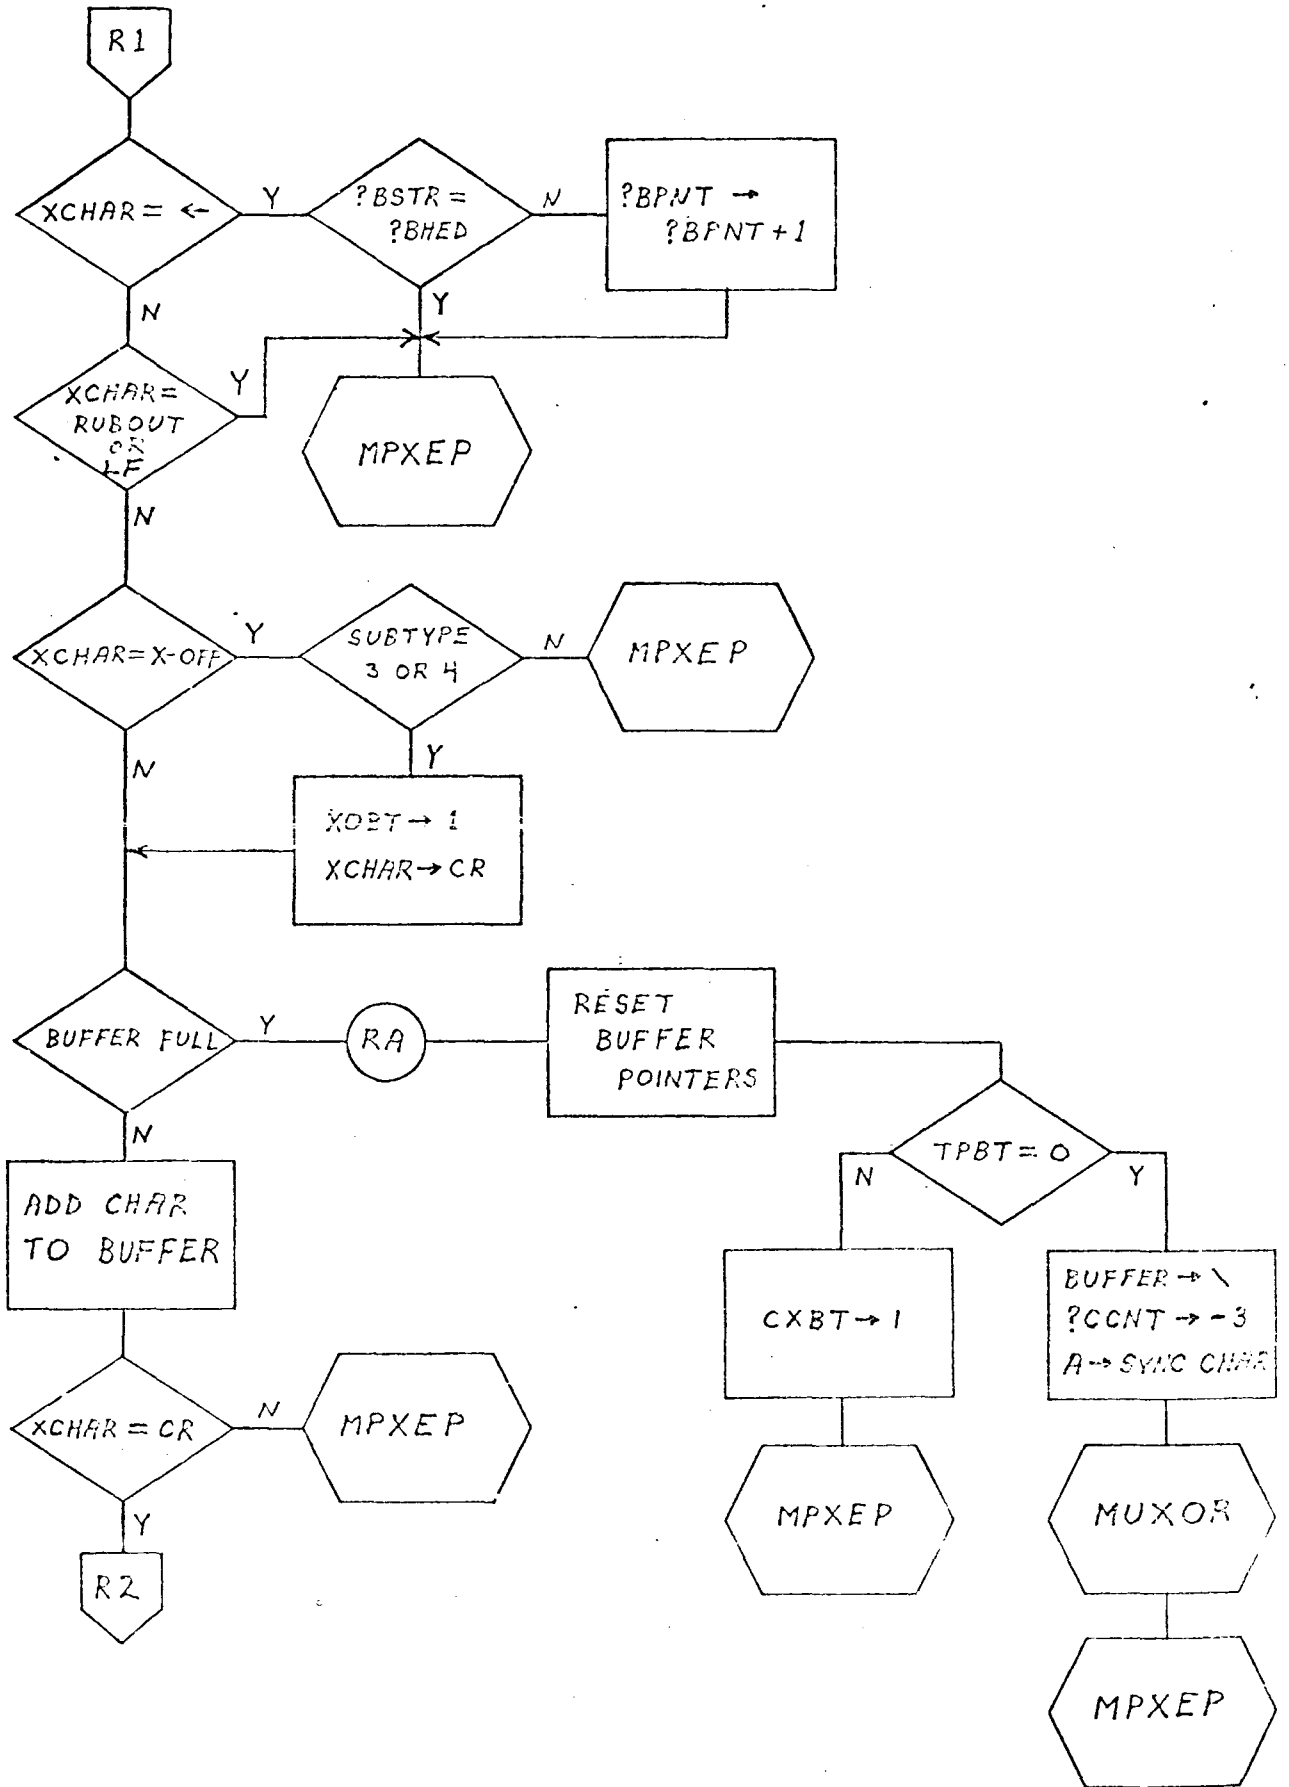 R1
XCHAR= ←
Y
?BSTR =
?BHED
N
?BPNT →
?BPNT + 1
N
Y
XCHAR=
RUBOUT
OR
LF
Y
MPXEP
N
XCHAR=X-OFF
Y
SUBTYPE
3 OR 4
N
MPXEP
N
Y
XOBT → 1
XCHAR → CR
BUFFER FULL
Y
RA
RESET
BUFFER
POINTERS
N
TPBT = 0
N
Y
ADD CHAR
TO BUFFER
CXBT → 1
BUFFER → \
?CCNT → -3
A → SYNC CHAR
XCHAR = CR
N
MPXEP
Y
MPXEP
MUXOR
R2
MPXEP